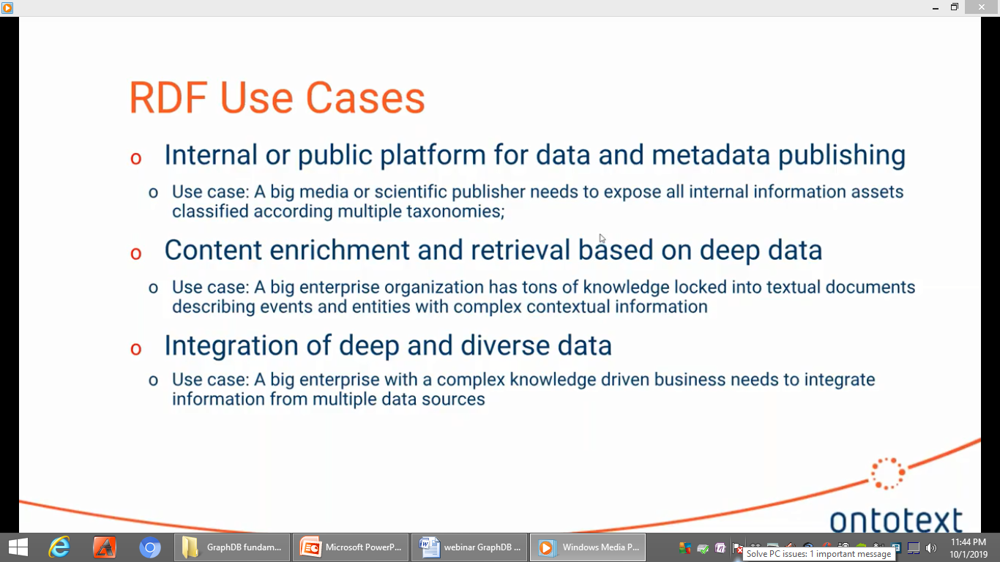 RDF Use Cases
o Internal or public platform for data and metadata publishing
o Use case: A big media or scientific publisher needs to expose all internal information assets
classified according multiple taxonomies;
o Content enrichment and retrieval based on deep data
o Use case: A big enterprise organization has tons of knowledge locked into textual documents
describing events and entities with complex contextual information
o Integration of deep and diverse data
o Use case: A big enterprise with a complex knowledge driven business needs to integrate
information from multiple data sources
ontotext
GraphDB fundam...
Microsoft PowerP...
webinar GraphDB ...
Windows Media P...
11:44 PM
10/1/2019
Solve PC issues: 1 important message